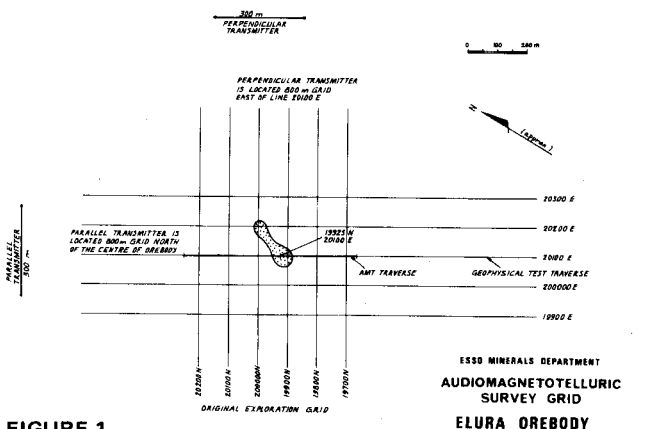 300 m
PERPENDICULAR
TRANSMITTER
0 100 200 m
PERPENDICULAR TRANSMITTER
IS LOCATED 800 m GRID
EAST OF LINE 20100 E
N
(approx)
20300 E
20200 E
19925 N
20100 E
PARALLEL TRANSMITTER IS
LOCATED 800m GRID NORTH
OF THE CENTRE OF OREBODY
PARALLEL
TRANSMITTER
300 m
20100 E
AMT TRAVERSE
GEOPHYSICAL TEST TRAVERSE
200000 E
19900 E
20200 N
20100 N
20000 N
19900 N
19800 N
19700 N
ORIGINAL EXPLORATION GRID
ESSO MINERALS DEPARTMENT
AUDIOMAGNETOTELLURIC
SURVEY GRID
ELURA OREBODY
FIGURE 1